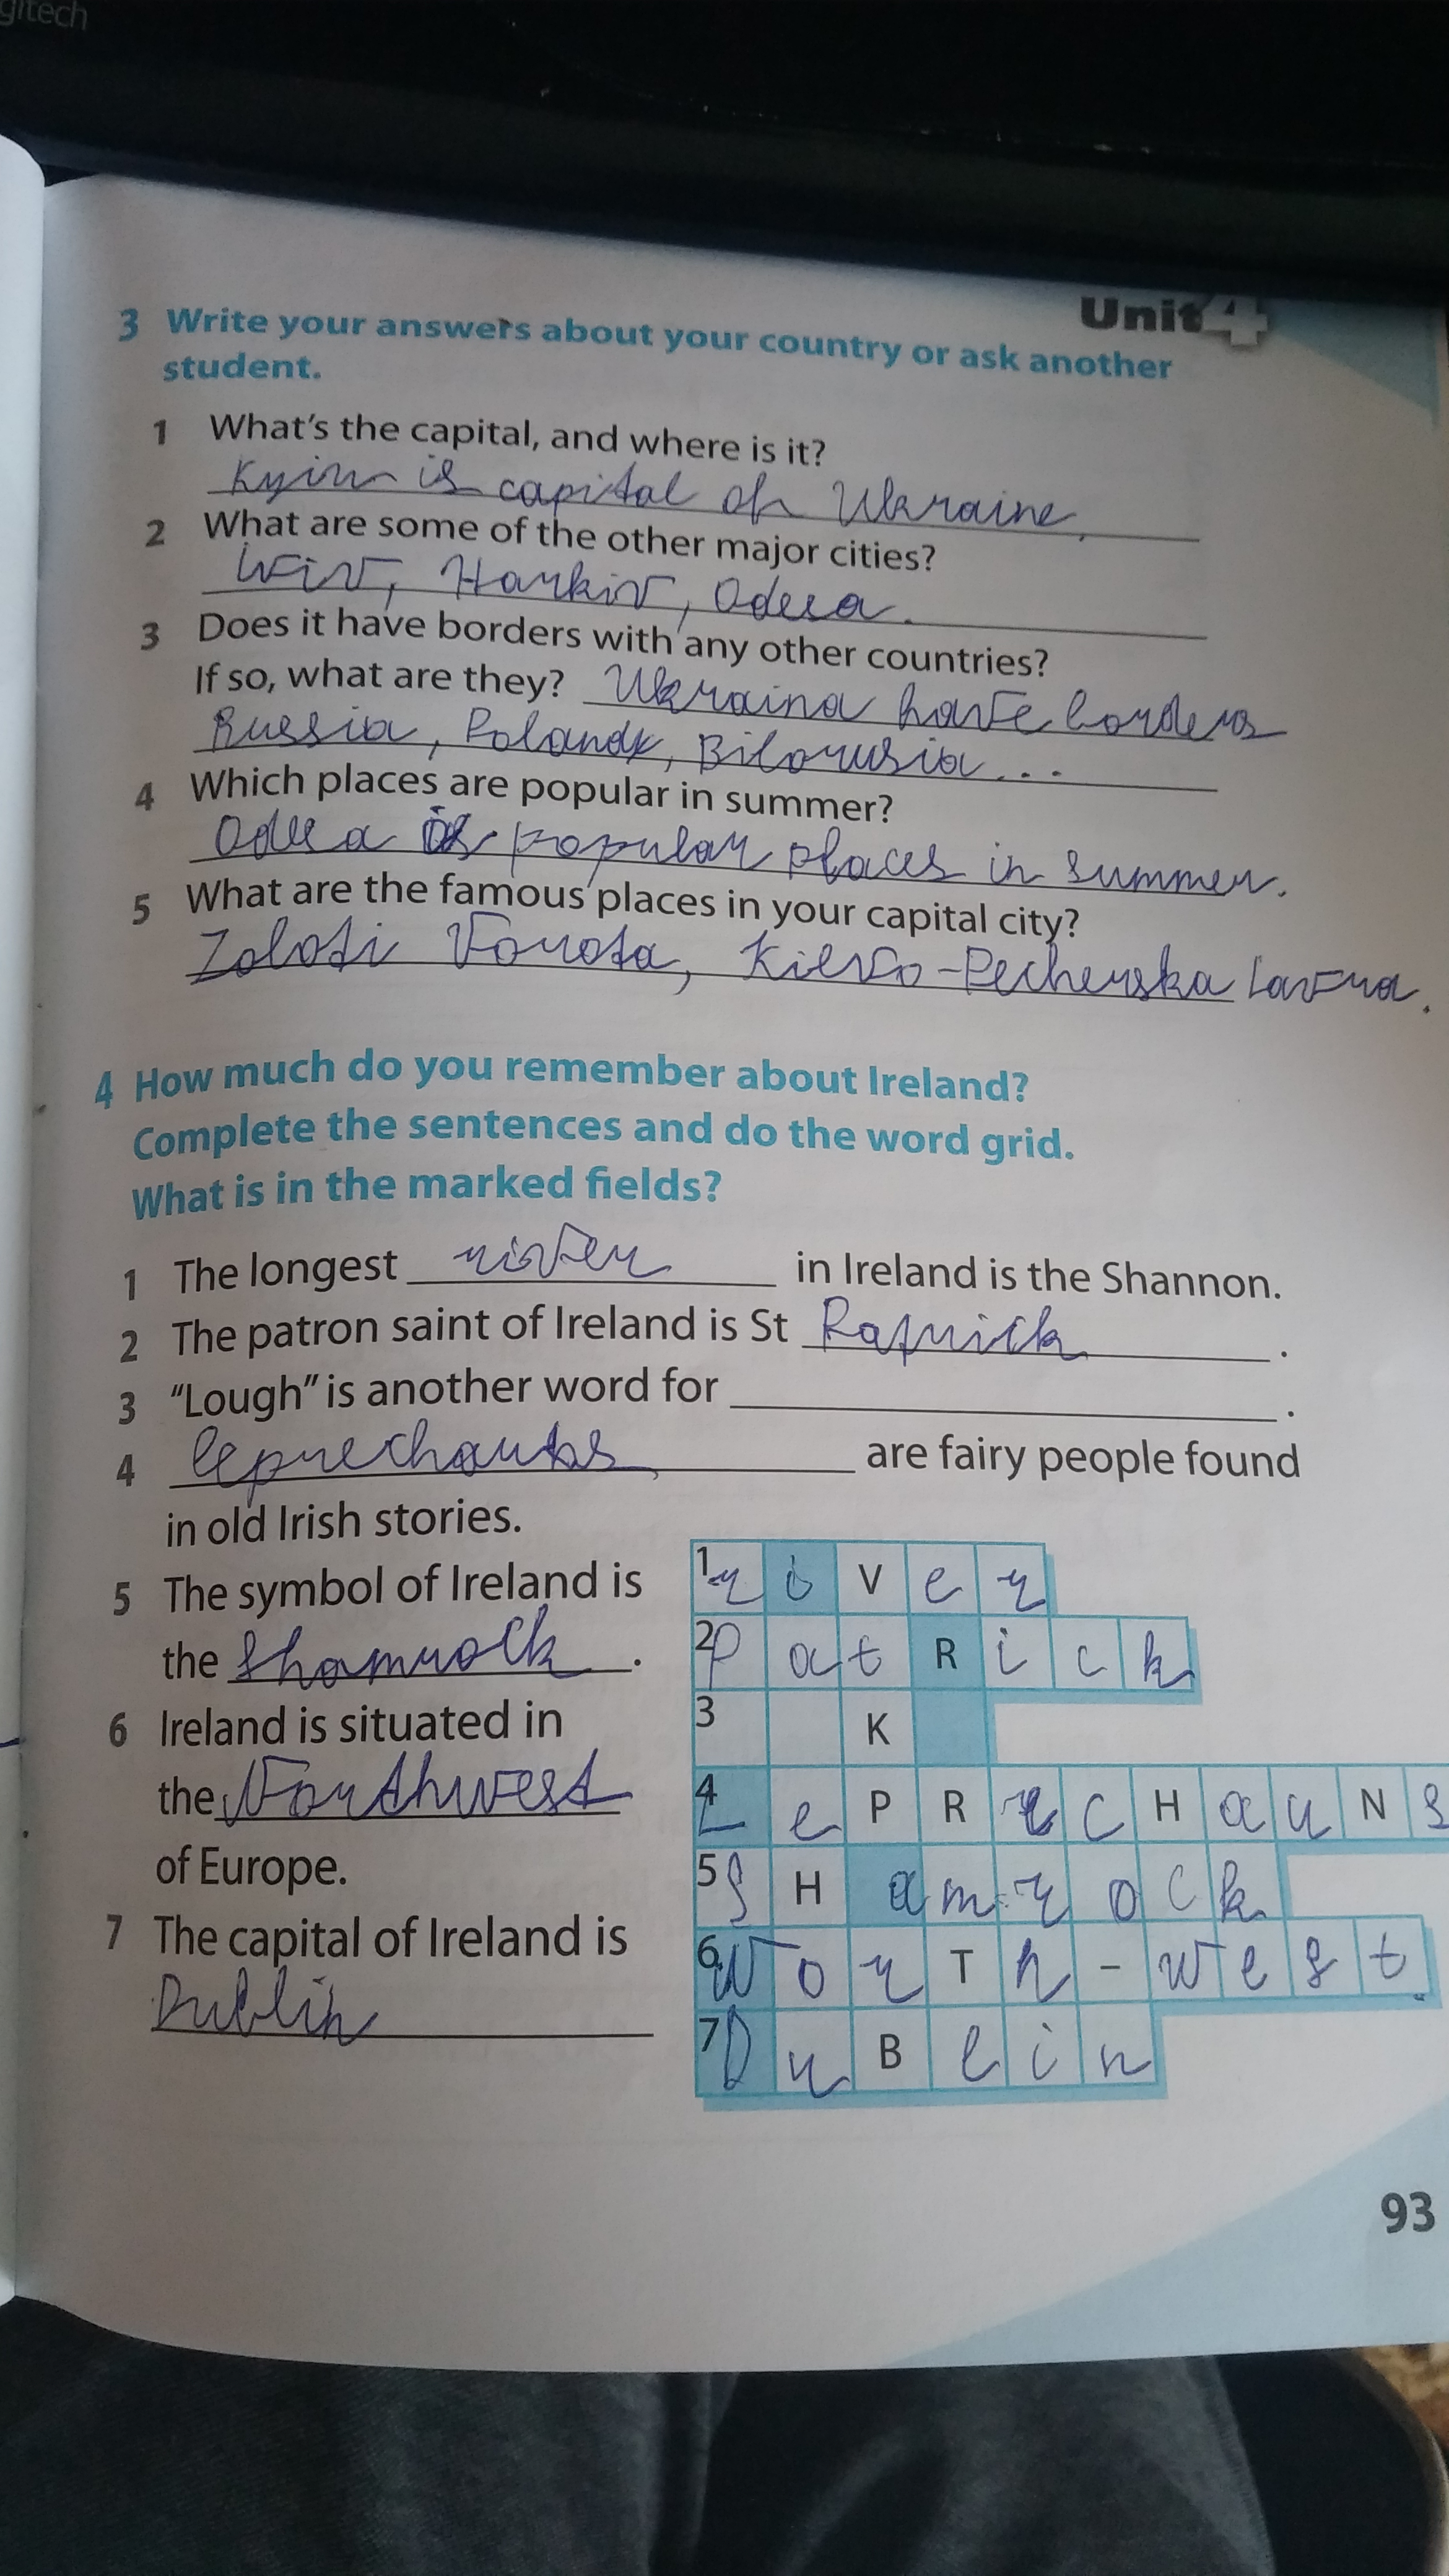 gitech
Unit 4
3 Write your answers about your country or ask another
student.
1 What's the capital, and where is it?
Kyiv is capital of Ukraine.
2 What are some of the other major cities?
Lviv, Harkiv, Odesa.
3 Does it have borders with any other countries?
If so, what are they? Ukraina have borders
Russia, Poland, Bilorusia...
4 Which places are popular in summer?
Odesa is popular places in summer.
5 What are the famous places in your capital city?
Zoloti Vorota, Kievo-Pecherska Lavra.
4 How much do you remember about Ireland?
Complete the sentences and do the word grid.
What is in the marked fields?
1 The longest river in Ireland is the Shannon.
2 The patron saint of Ireland is St Patrick.
3 "Lough" is another word for .
4 leprechauns are fairy people found
in old Irish stories.
5 The symbol of Ireland is
the Shamrock.
6 Ireland is situated in
the Northwest
of Europe.
7 The capital of Ireland is
Dublin
1 r i V e r
2 P a t R i c k
3 K
4 L e P R e c H a u N s
5 S H a m r o c k
6 N o r T h - w e s t
7 D u B l i n
93